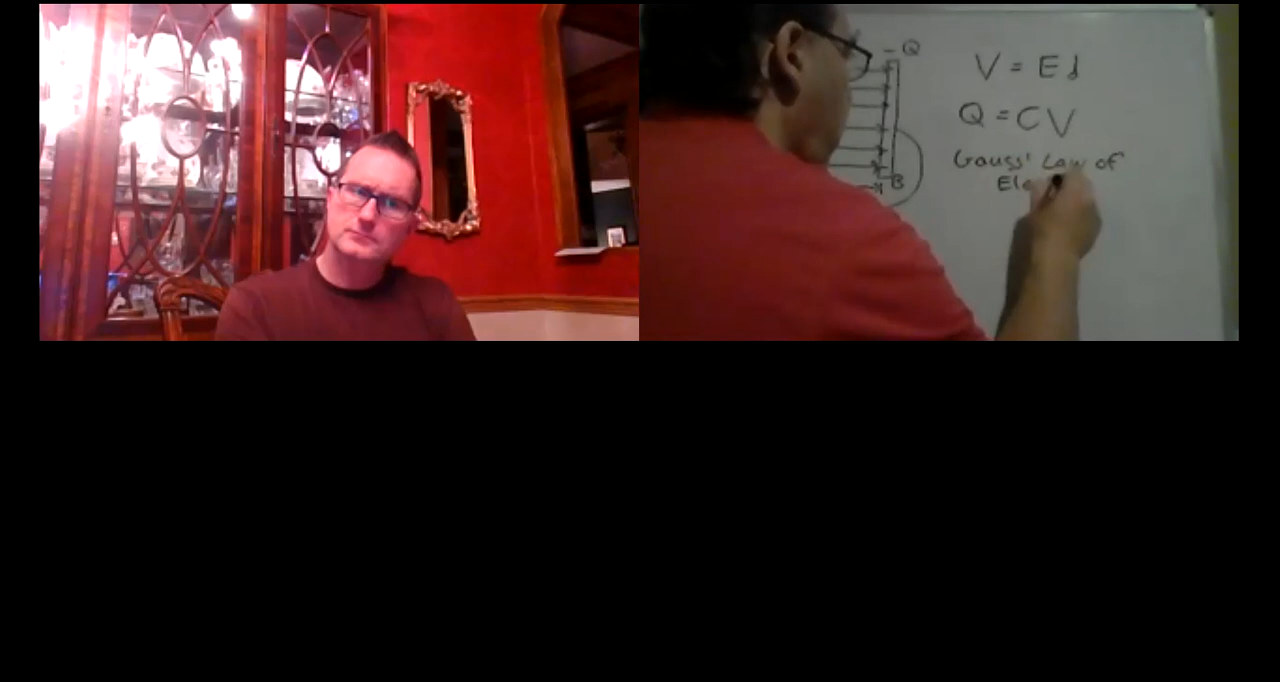 - Q
V = Ed
Q = CV
Gauss' Law of
B